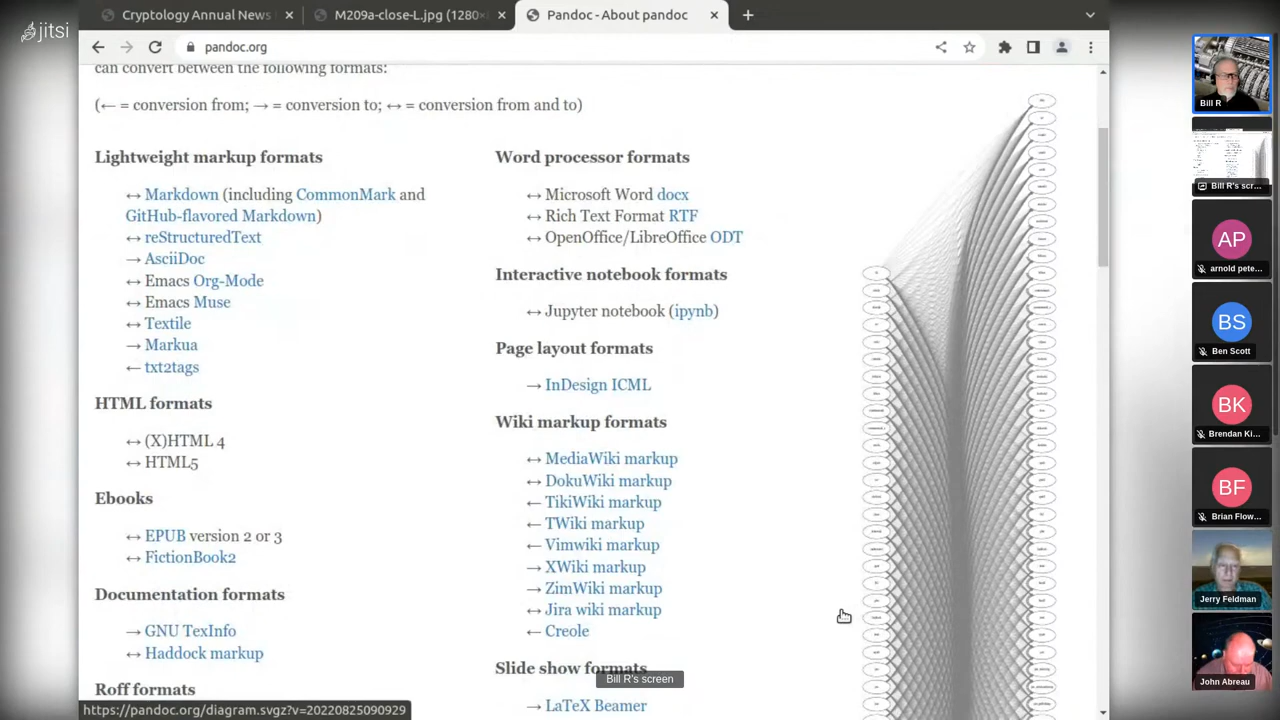 jitsi
Cryptology Annual News
M209a-close-L.jpg (1280×
Pandoc - About pandoc
pandoc.org
can convert between the following formats:
(← = conversion from; → = conversion to; ↔ = conversion from and to)
Lightweight markup formats
↔ Markdown (including CommonMark and
GitHub-flavored Markdown)
↔ reStructuredText
→ AsciiDoc
↔ Emacs Org-Mode
↔ Emacs Muse
↔ Textile
→ Markua
← txt2tags
HTML formats
↔ (X)HTML 4
↔ HTML5
Ebooks
↔ EPUB version 2 or 3
↔ FictionBook2
Documentation formats
→ GNU TexInfo
↔ Haddock markup
Roff formats
Word processor formats
↔ Microsoft Word docx
↔ Rich Text Format RTF
↔ OpenOffice/LibreOffice ODT
Interactive notebook formats
↔ Jupyter notebook (ipynb)
Page layout formats
→ InDesign ICML
Wiki markup formats
↔ MediaWiki markup
↔ DokuWiki markup
← TikiWiki markup
← TWiki markup
← Vimwiki markup
→ XWiki markup
→ ZimWiki markup
↔ Jira wiki markup
← Creole
Slide show formats
→ LaTeX Beamer
Bill R's screen
https://pandoc.org/diagram.svgz?v=20220825090929
Bill R
Bill R's scr...
AP
arnold pete...
BS
Ben Scott
BK
Brendan Ki...
BF
Brian Flow...
Jerry Feldman
John Abreau